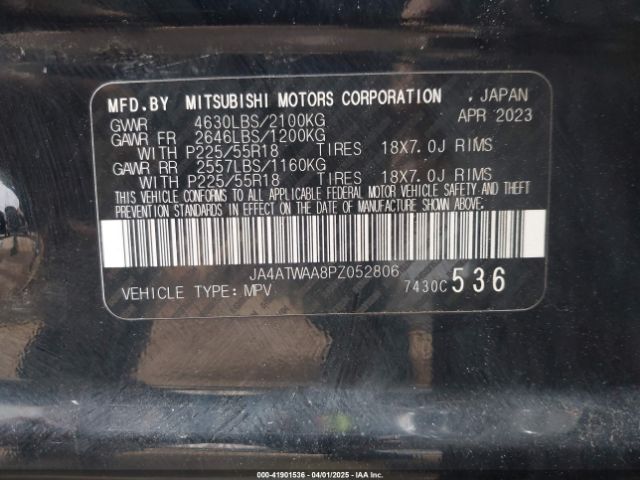 MFD.BY MITSUBISHI MOTORS CORPORATION , JAPAN
GVWR 4630LBS/2100KG APR 2023
GAWR FR 2646LBS/1200KG
WITH P225/55R18 TIRES 18X7.0J RIMS
GAWR RR 2557LBS/1160KG
WITH P225/55R18 TIRES 18X7.0J RIMS
THIS VEHICLE CONFORMS TO ALL APPLICABLE FEDERAL MOTOR VEHICLE SAFETY AND THEFT
PREVENTION STANDARDS IN EFFECT ON THE DATE OF MANUFACTURE SHOWN ABOVE.
JA4ATWAA8PZ052806
VEHICLE TYPE: MPV 7430C 536
000-41901536 - 04/01/2025 - IAA Inc.